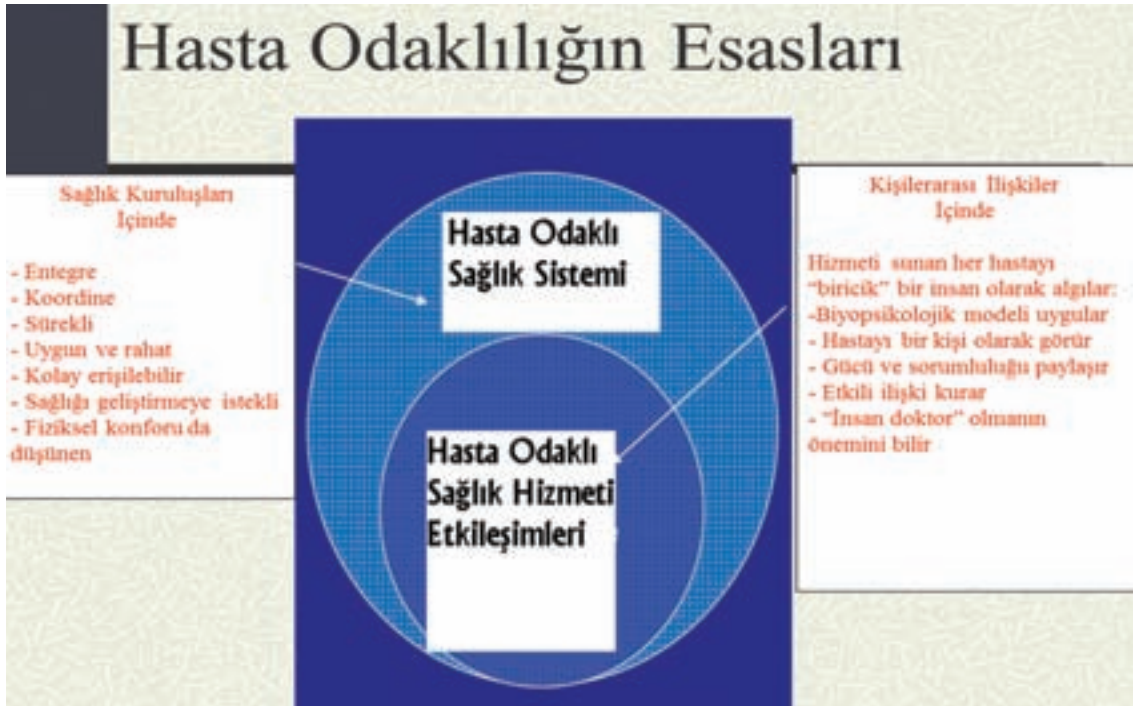 Hasta Odaklılığın Esasları
Sağlık Kuruluşları
İçinde
- Entegre
- Koordine
- Sürekli
- Uygun ve rahat
- Kolay erişilebilir
- Sağlığı geliştirmeye istekli
- Fiziksel konforu da
düşünen
Hasta Odaklı
Sağlık Sistemi
Hasta Odaklı
Sağlık Hizmeti
Etkileşimleri
Kişilerarası İlişkiler
İçinde
Hizmeti sunan her hastayı
“biricik” bir insan olarak algılar:
-Biyopsikolojik modeli uygular
- Hastayı bir kişi olarak görür
- Gücü ve sorumluluğu paylaşır
- Etkili ilişki kurar
- “İnsan doktor” olmanın
önemini bilir